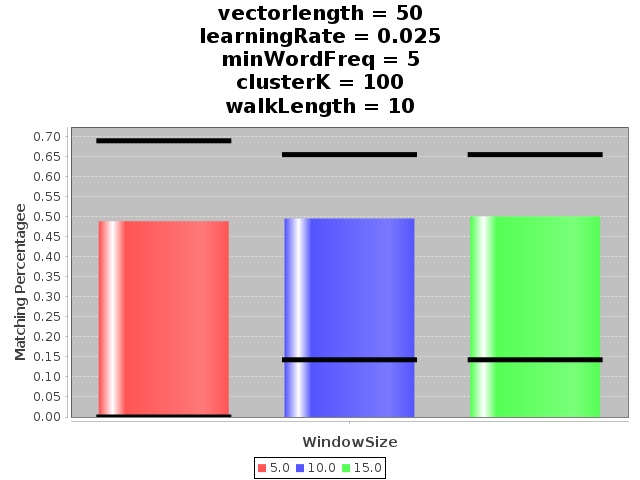 vectorlength = 50
learningRate = 0.025
minWordFreq = 5
clusterK = 100
walkLength = 10
0.70
0.65
0.60
0.55
0.50
0.45
0.40
0.35
0.30
0.25
0.20
0.15
0.10
0.05
0.00
Matching Percentagee
WindowSize
5.0 10.0 15.0